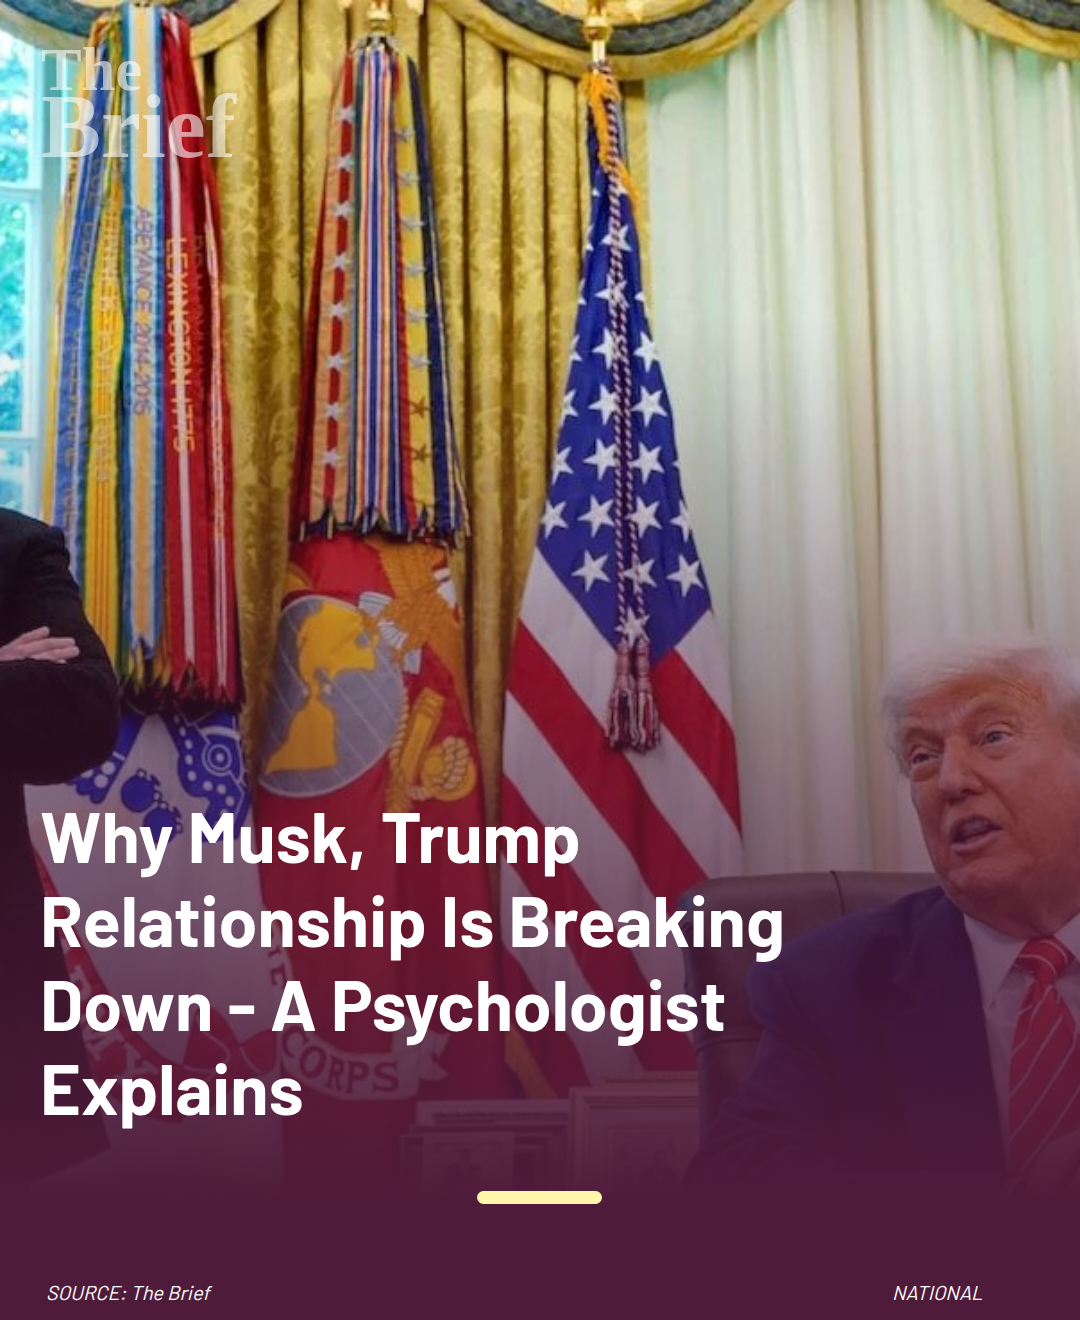 The
Brief
ABEYANCE 2014-2015
LEXINGTON 1775
Why Musk, Trump
Relationship Is Breaking
Down - A Psychologist
Explains
CORPS
SOURCE: The Brief
NATIONAL